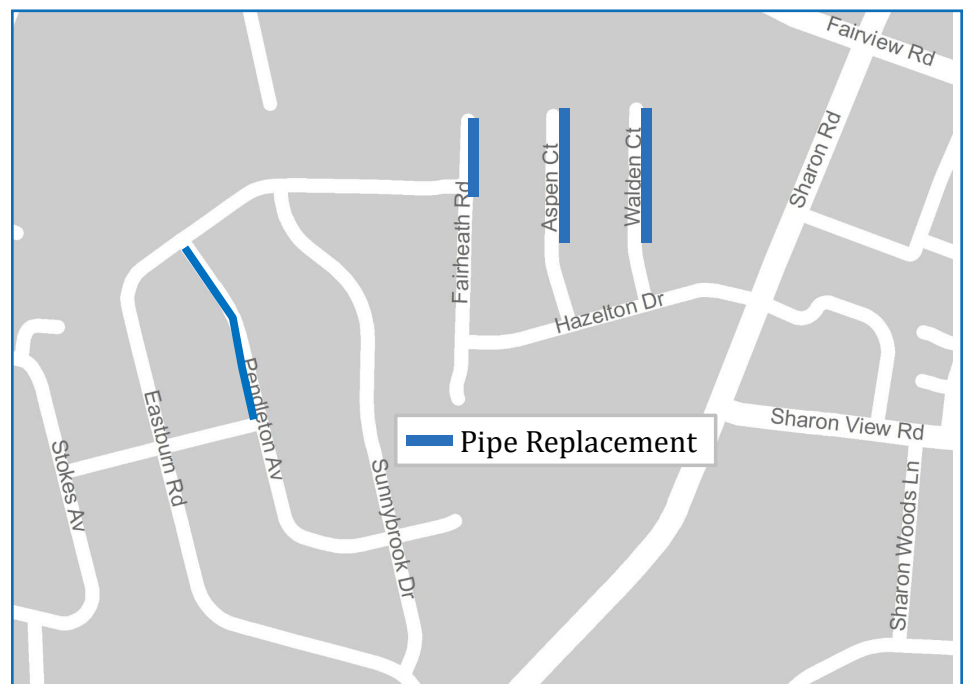 Fairview Rd
Sharon Rd
Fairheath Rd
Aspen Ct
Walden Ct
Hazelton Dr
Pendleton Av
Eastburn Rd
Stokes Av
Sunnybrook Dr
Pipe Replacement
Sharon View Rd
Sharon Woods Ln